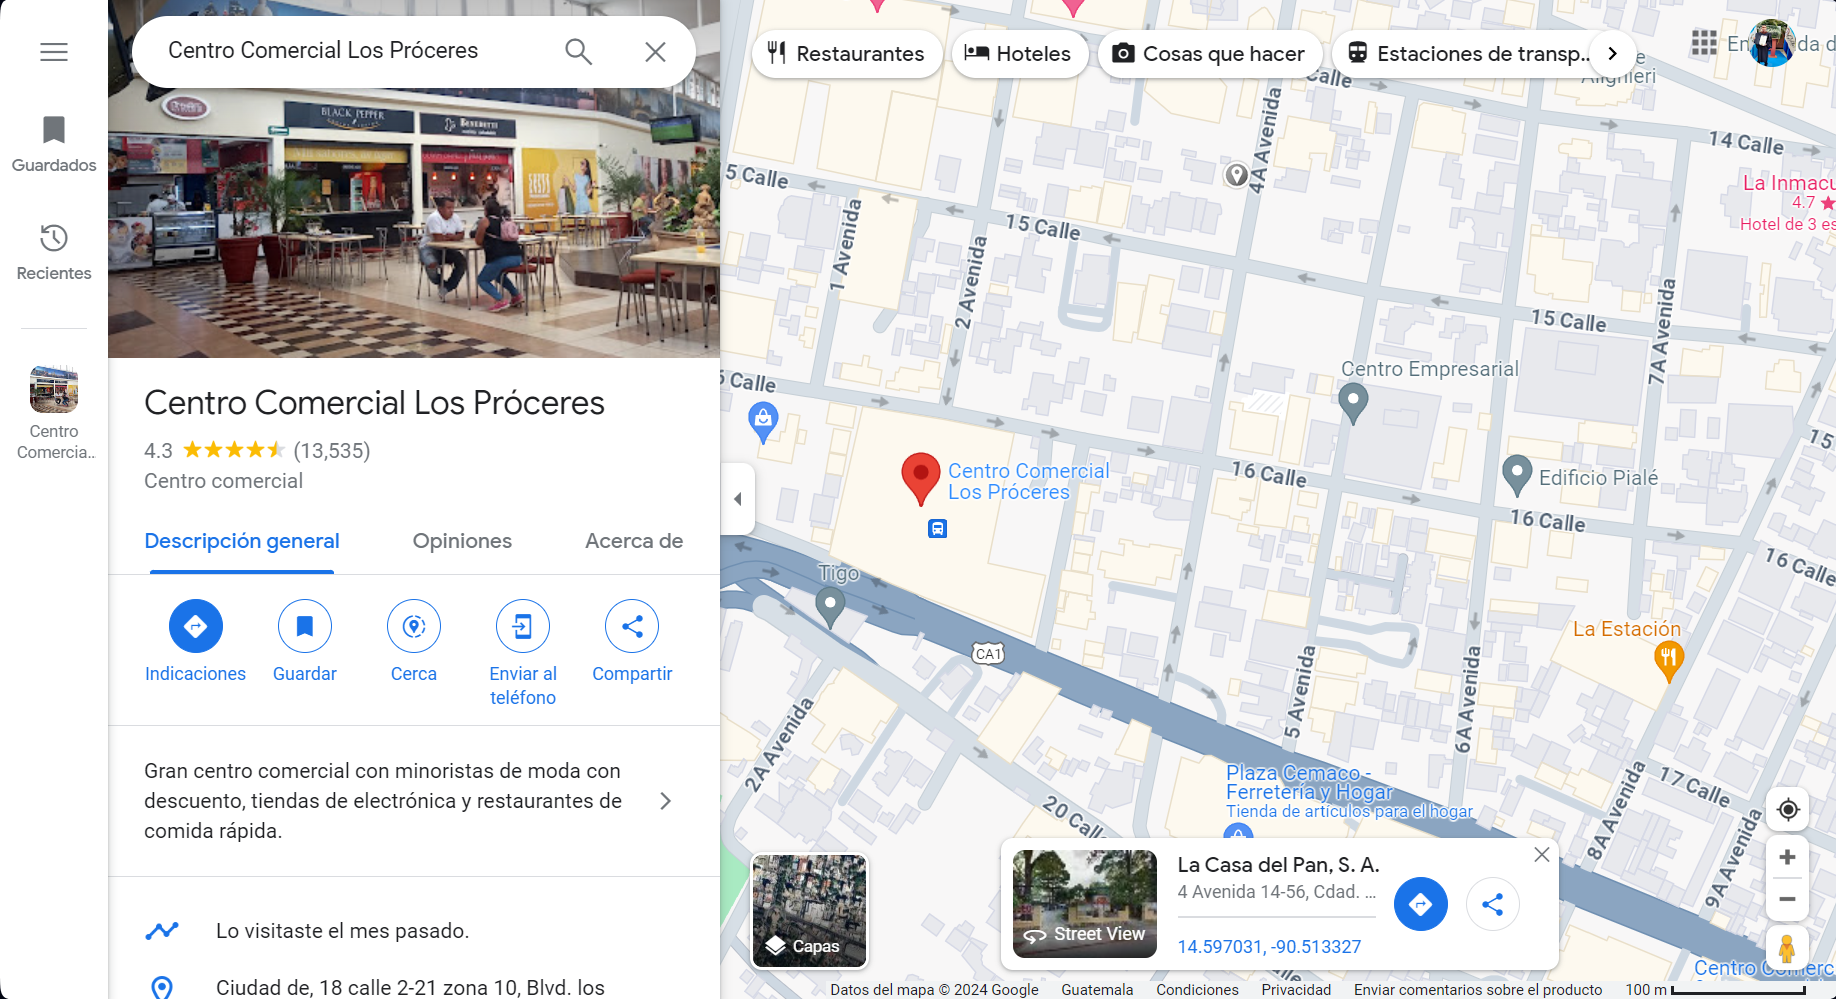 Centro Comercial Los Próceres
Guardados
Recientes
Centro
Comercia..
BLACK PEPPER
BENEDETTI
Centro Comercial Los Próceres
4.3 (13,535)
Centro comercial
Descripción general
Opiniones
Acerca de
Indicaciones
Guardar
Cerca
Enviar al
teléfono
Compartir
Gran centro comercial con minoristas de moda con
descuento, tiendas de electrónica y restaurantes de
comida rápida.
Lo visitaste el mes pasado.
Ciudad de, 18 calle 2-21 zona 10, Blvd. los
Restaurantes
Hoteles
Cosas que hacer
Estaciones de transp..
Calle
Alighieri
14 Calle
4A Avenida
5 Calle
La Inmacu
4.7
Hotel de 3 es
1 Avenida
15 Calle
2 Avenida
15 Calle
7A Avenida
Centro Empresarial
6 Calle
15
Centro Comercial
Los Próceres
16 Calle
Edificio Pialé
16 Calle
16 Calle
Tigo
La Estación
CA1
5 Avenida
6A Avenida
2A Avenida
Plaza Cemaco -
Ferretería y Hogar
Tienda de artículos para el hogar
17 Calle
20 Calle
8A Avenida
9A Avenida
Capas
La Casa del Pan, S. A.
4 Avenida 14-56, Cdad. ...
Street View
14.597031, -90.513327
Centro Comerc
Datos del mapa © 2024 Google
Guatemala
Condiciones
Privacidad
Enviar comentarios sobre el producto
100 m